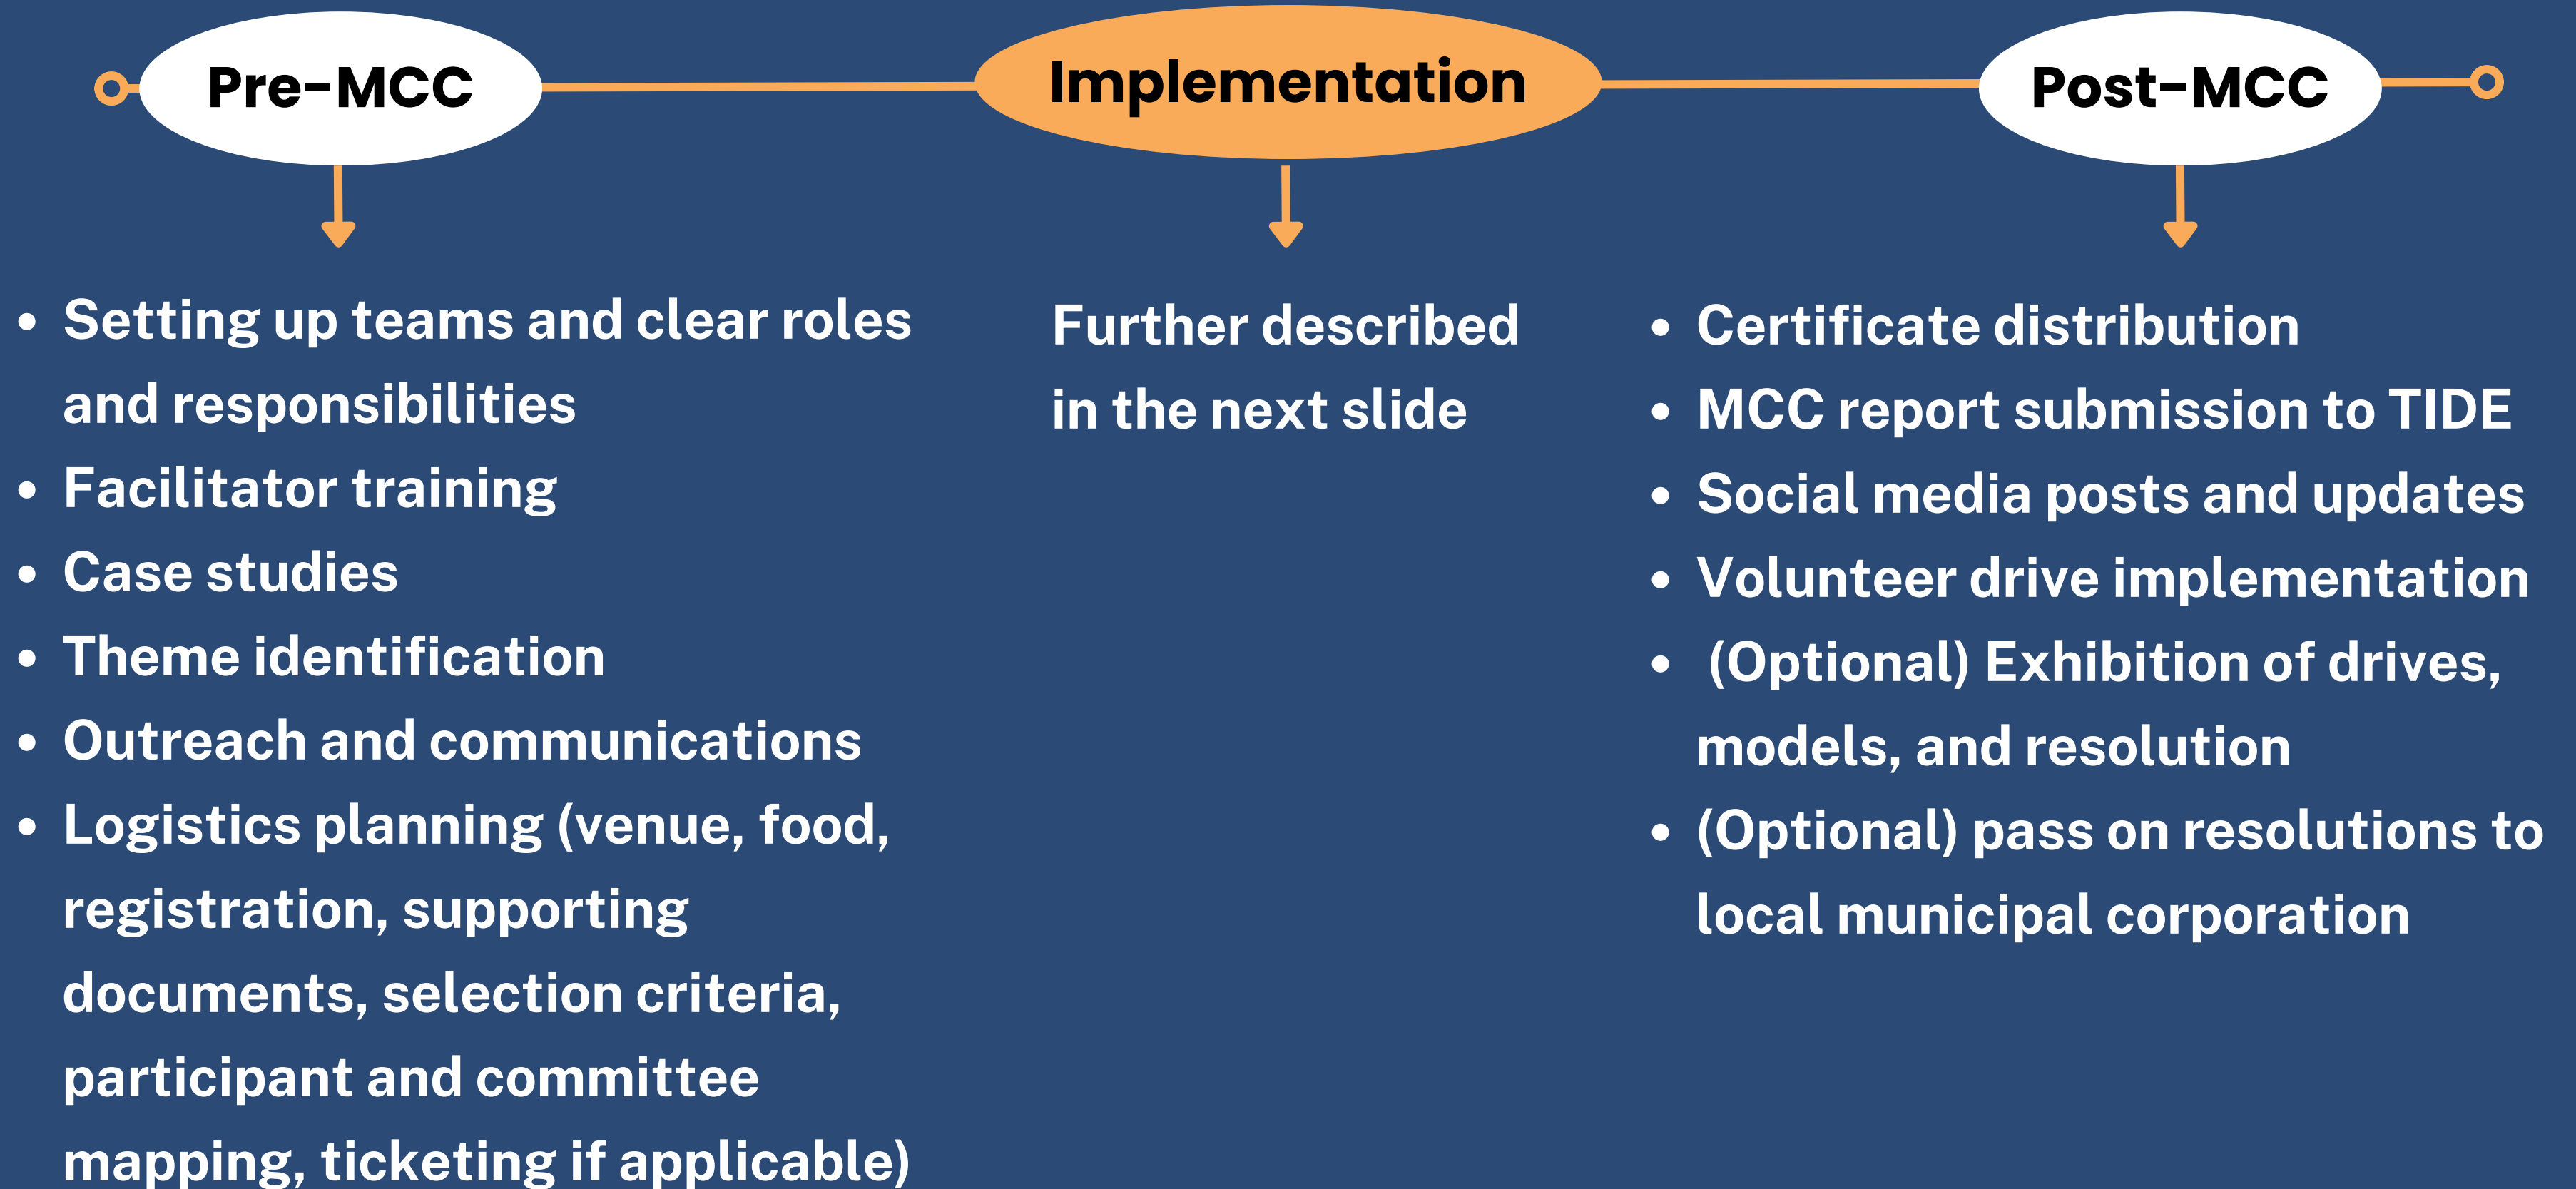 Pre-MCC
Implementation
Post-MCC
• Setting up teams and clear roles
and responsibilities
• Facilitator training
• Case studies
• Theme identification
• Outreach and communications
• Logistics planning (venue, food,
registration, supporting
documents, selection criteria,
participant and committee
mapping, ticketing if applicable)
Further described
in the next slide
• Certificate distribution
• MCC report submission to TIDE
• Social media posts and updates
• Volunteer drive implementation
• (Optional) Exhibition of drives,
models, and resolution
• (Optional) pass on resolutions to
local municipal corporation